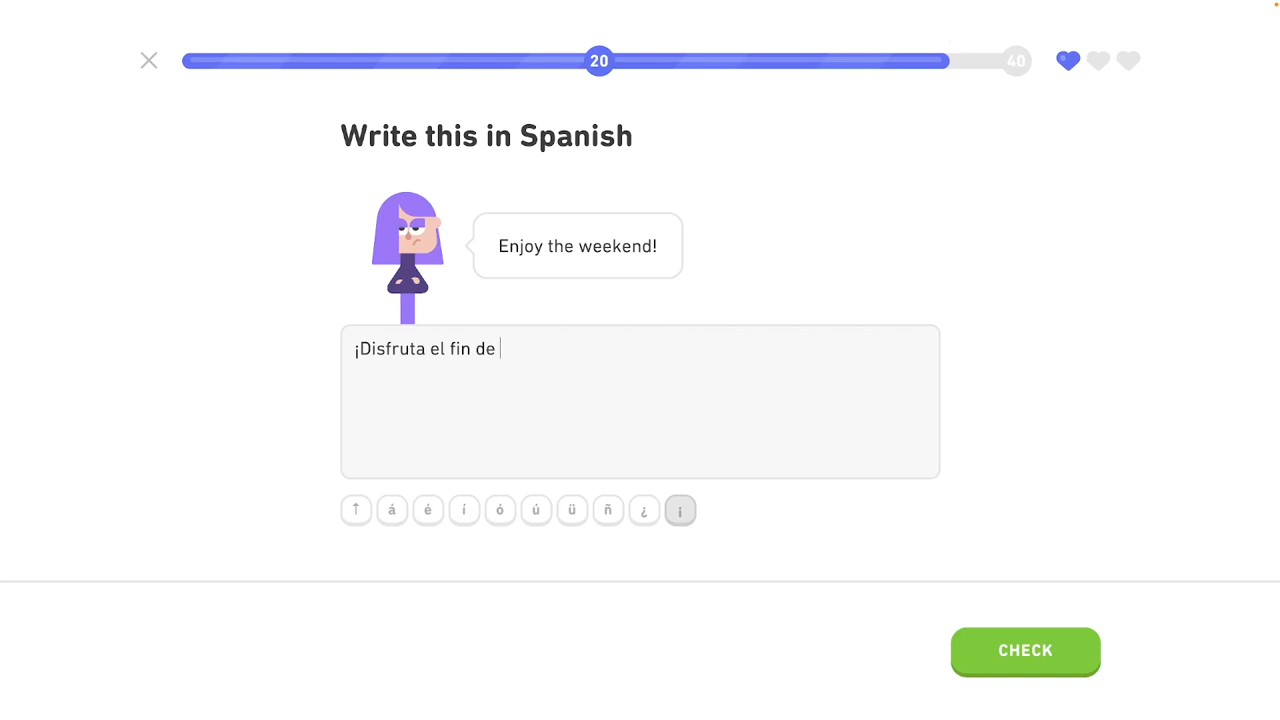 20
40
Write this in Spanish
Enjoy the weekend!
¡Disfruta el fin de
↑ á é í ó ú ü ñ ¿ ¡
CHECK